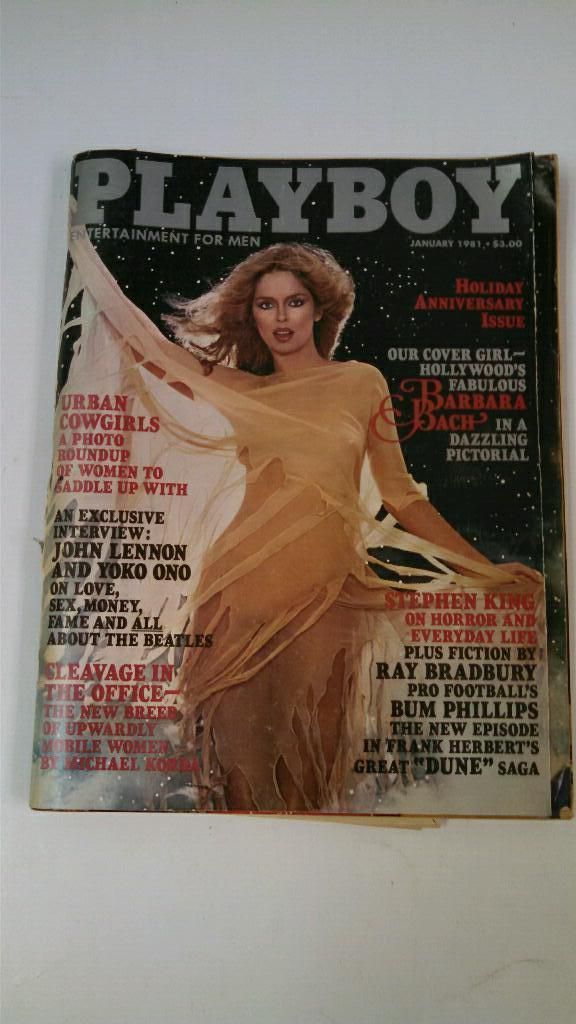 PLAYBOY
ENTERTAINMENT FOR MEN
JANUARY 1981 • $3.00
HOLIDAY
ANNIVERSARY
ISSUE
OUR COVER GIRL—
HOLLYWOOD'S
FABULOUS
BARBARA
BACH
IN A
DAZZLING
PICTORIAL
URBAN
COWGIRLS
A PHOTO
ROUNDUP
OF WOMEN TO
SADDLE UP WITH
AN EXCLUSIVE
INTERVIEW:
JOHN LENNON
AND YOKO ONO
ON LOVE,
SEX, MONEY,
FAME AND ALL
ABOUT THE BEATLES
CLEAVAGE IN
THE OFFICE—
THE NEW BREED
OF UPWARDLY
MOBILE WOMEN
BY MICHAEL KORDA
STEPHEN KING
ON HORROR AND
EVERYDAY LIFE
PLUS FICTION BY
RAY BRADBURY
PRO FOOTBALL'S
BUM PHILLIPS
THE NEW EPISODE
IN FRANK HERBERT'S
GREAT "DUNE" SAGA